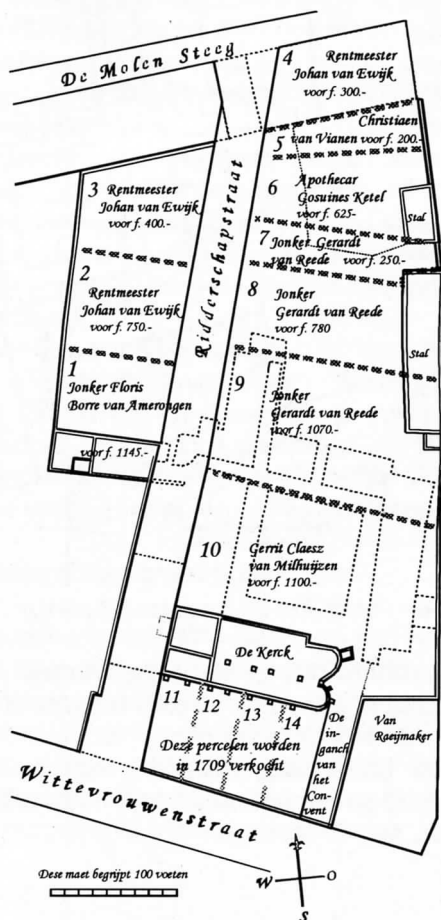 De Molen Steeg
4 Rentmeester
Johan van Ewijk
voor f. 300.-
Christiaen
5 van Vianen voor f. 200.-
6 Apothecar
Gosuines Ketel
voor f. 625-
Stal
7 Jonker Gerardt
van Reede voor f. 250.-
8 Jonker
Gerardt van Reede
voor f. 780
Stal
9 Jonker
Gerardt van Reede
voor f. 1070.-
10 Gerrit Claesz
van Milhuijzen
voor f. 1100.-
3 Rentmeester
Johan van Ewijk
voor f. 400.-
2
Rentmeester
Johan van Ewijk
voor f. 750.-
1
Jonker Floris
Borre van Amerongen
voor f. 1145.-
Ridderschapstraat
De Kerck
11 12 13 14
Deze percelen worden
in 1709 verkocht
De
in-
ganch
van
het
Con-
vent
Van
Raeijmaker
Wittevrouwenstraat
Dese maet begrijpt 100 voeten
W O
S